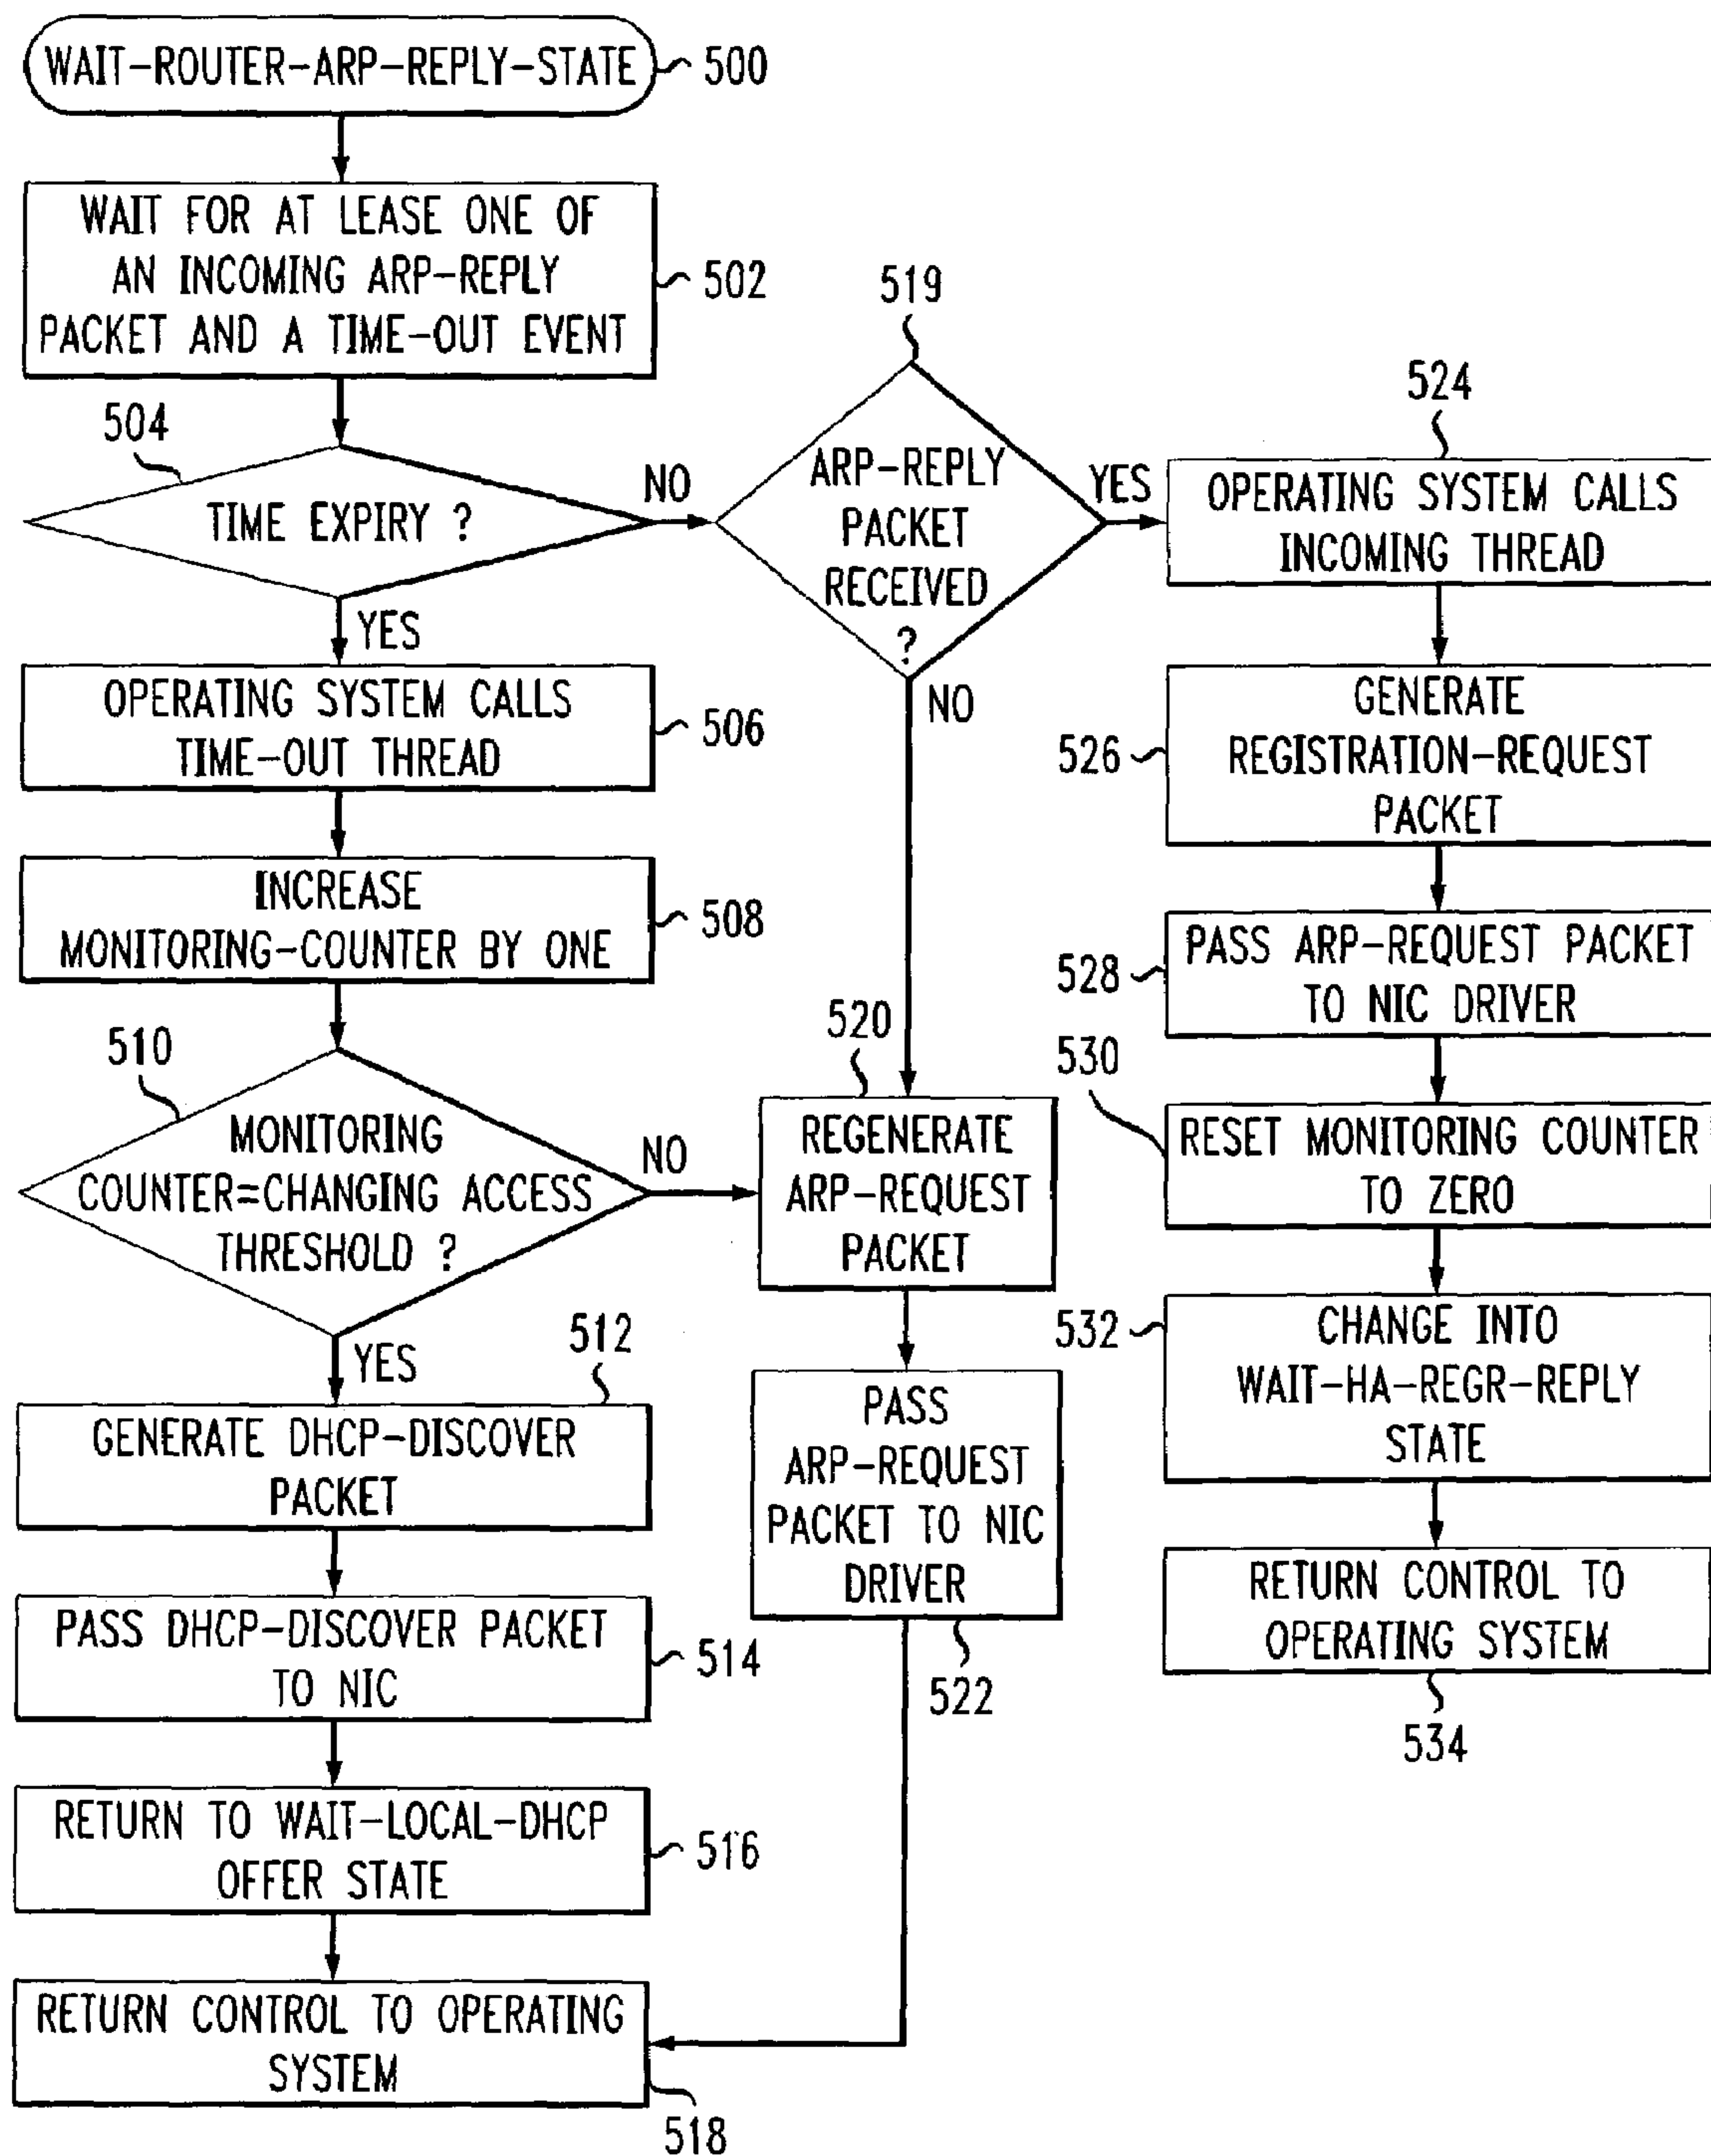 WAIT-ROUTER-ARP-REPLY-STATE
500
WAIT FOR AT LEASE ONE OF
AN INCOMING ARP-REPLY
PACKET AND A TIME-OUT EVENT
502
504
TIME EXPIRY ?
NO
YES
OPERATING SYSTEM CALLS
TIME-OUT THREAD
506
INCREASE
MONITORING-COUNTER BY ONE
508
510
MONITORING
COUNTER=CHANGING ACCESS
THRESHOLD ?
NO
YES
512
GENERATE DHCP-DISCOVER
PACKET
PASS DHCP-DISCOVER PACKET
TO NIC
514
RETURN TO WAIT-LOCAL-DHCP
OFFER STATE
516
RETURN CONTROL TO OPERATING
SYSTEM
518
519
ARP-REPLY
PACKET
RECEIVED
?
YES
NO
520
REGENERATE
ARP-REQUEST
PACKET
PASS
ARP-REQUEST
PACKET TO NIC
DRIVER
522
524
OPERATING SYSTEM CALLS
INCOMING THREAD
526
GENERATE
REGISTRATION-REQUEST
PACKET
528
PASS ARP-REQUEST PACKET
TO NIC DRIVER
530
RESET MONITORING COUNTER
TO ZERO
532
CHANGE INTO
WAIT-HA-REGR-REPLY
STATE
RETURN CONTROL TO
OPERATING SYSTEM
534